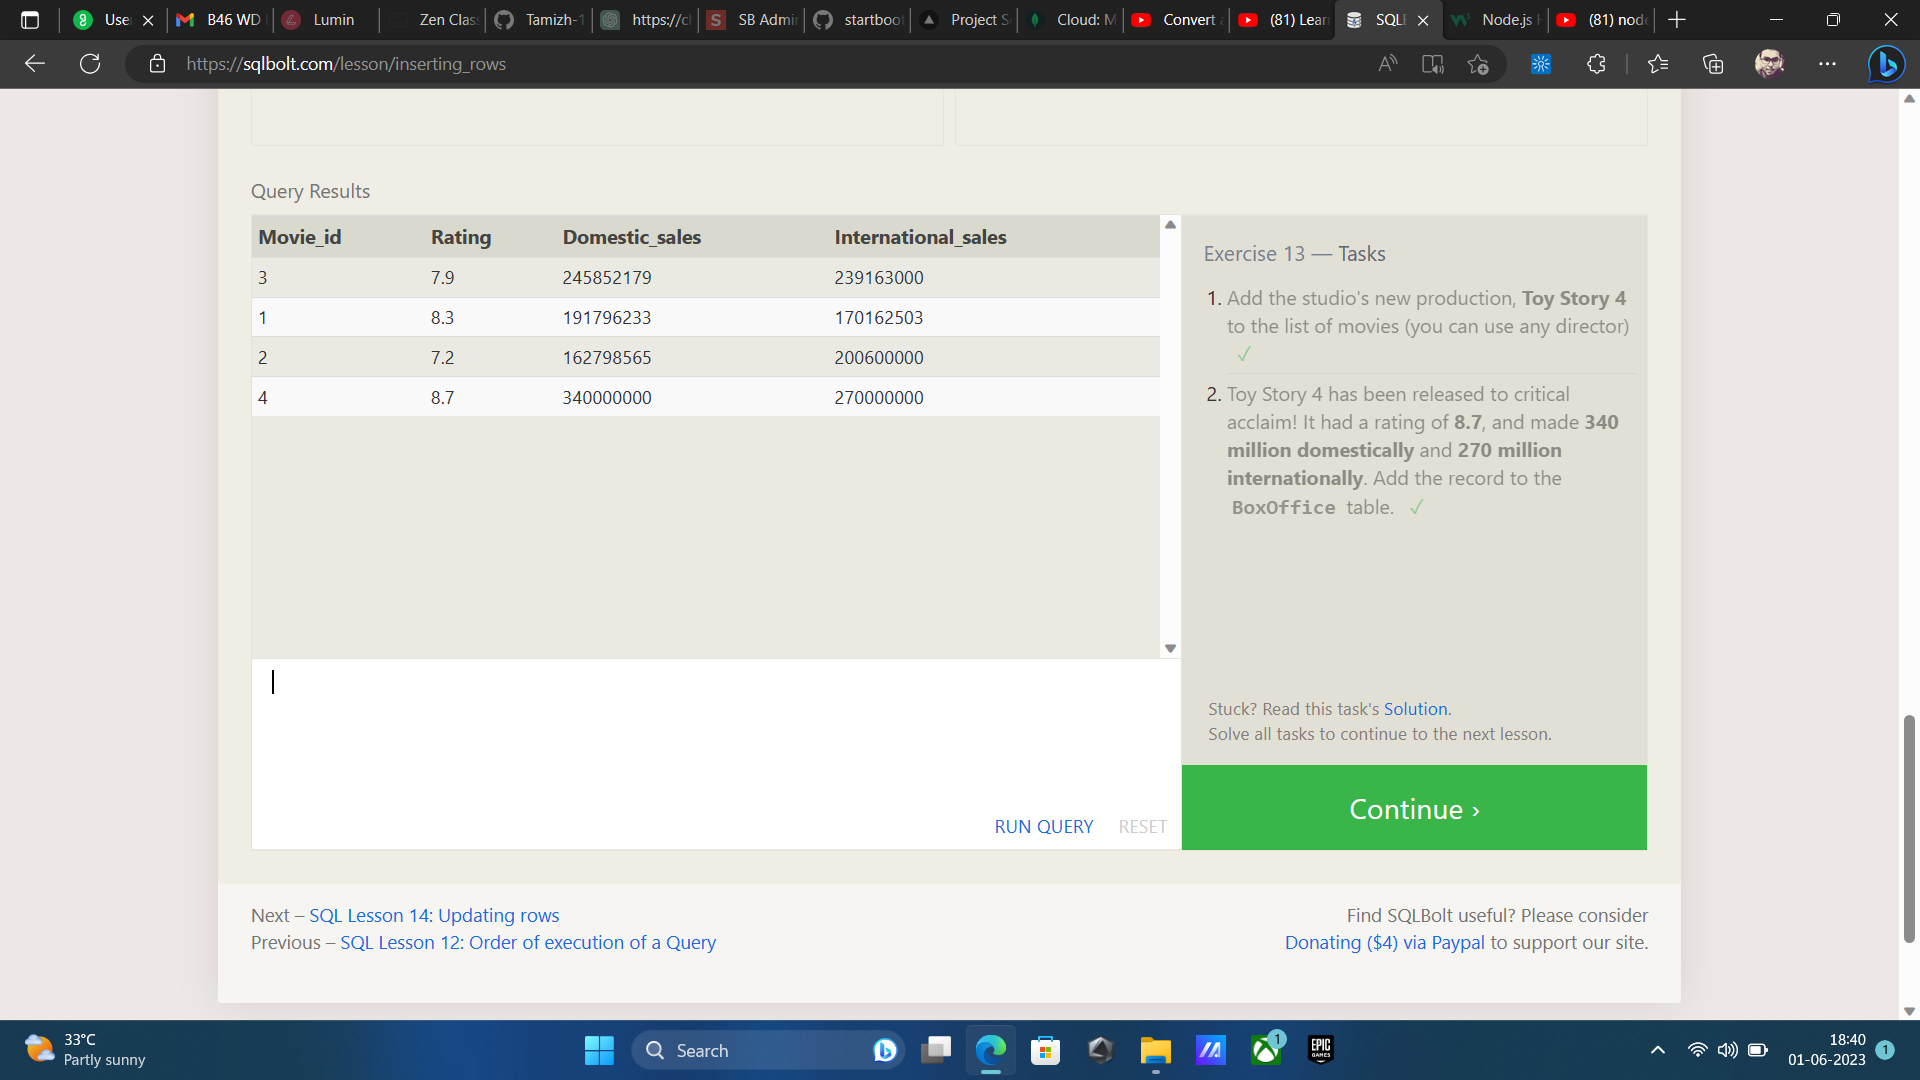 Use
B46 WD
Lumin
Zen Clas
Tamizh-1
https://cl
SB Admi
startboot
Project S
Cloud: M
Convert
(81) Lear
SQL
Node.js
(81) node
https://sqlbolt.com/lesson/inserting_rows
Query Results
Movie_id Rating Domestic_sales International_sales
3 7.9 245852179 239163000
1 8.3 191796233 170162503
2 7.2 162798565 200600000
4 8.7 340000000 270000000
Exercise 13 — Tasks
1. Add the studio's new production, Toy Story 4
to the list of movies (you can use any director)
✓
2. Toy Story 4 has been released to critical
acclaim! It had a rating of 8.7, and made 340
million domestically and 270 million
internationally. Add the record to the
BoxOffice table. ✓
Stuck? Read this task's Solution.
Solve all tasks to continue to the next lesson.
RUN QUERY RESET
Continue ›
Next – SQL Lesson 14: Updating rows
Previous – SQL Lesson 12: Order of execution of a Query
Find SQLBolt useful? Please consider
Donating ($4) via Paypal to support our site.
33°C
Partly sunny
Search
1
EPIC
GAMES
18:40
01-06-2023
1